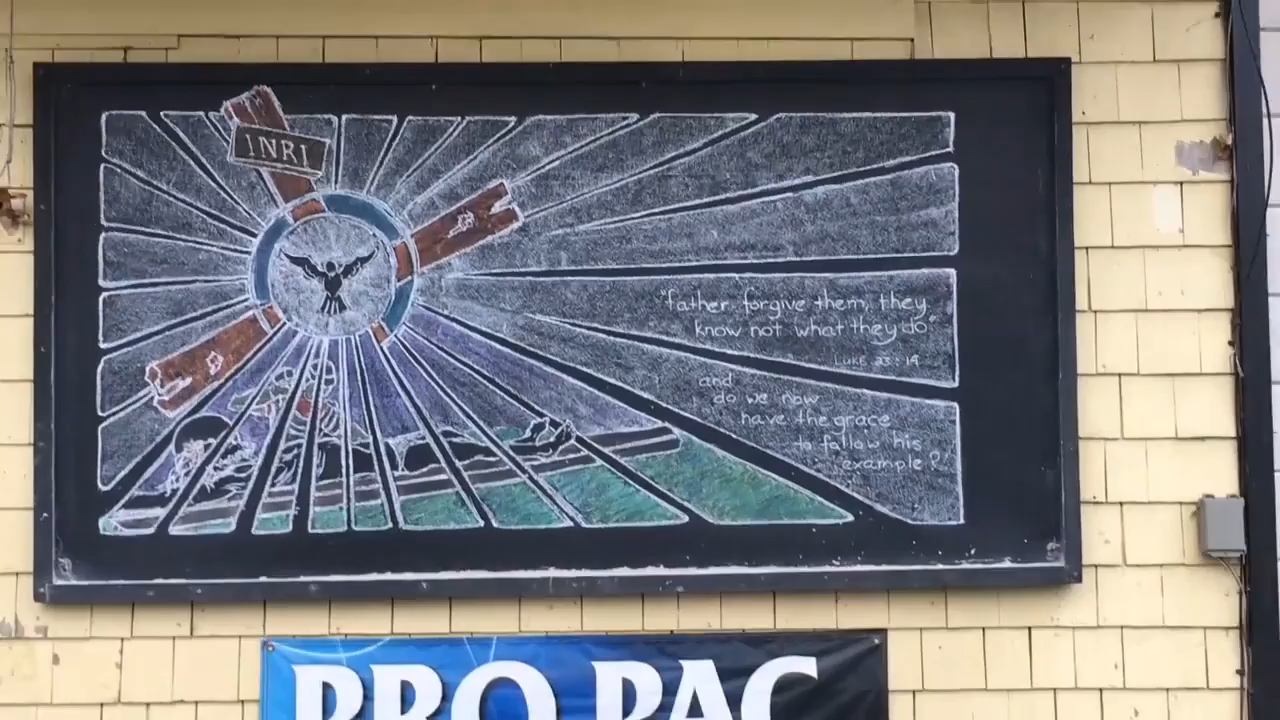 INRI
"father, forgive them, they
know not what they do"
LUKE 23:14
and
do we now
have the grace
to follow his
example?
PRO PAC